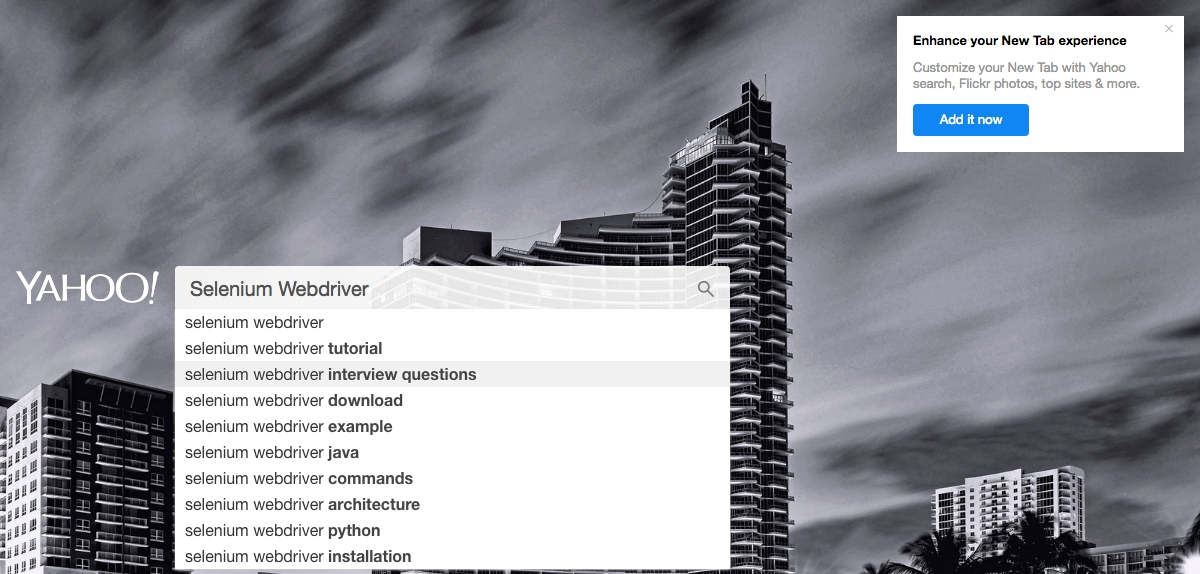 Enhance your New Tab experience
Customize your New Tab with Yahoo
search, Flickr photos, top sites & more.
Add it now
YAHOO!
Selenium Webdriver
selenium webdriver
selenium webdriver tutorial
selenium webdriver interview questions
selenium webdriver download
selenium webdriver example
selenium webdriver java
selenium webdriver commands
selenium webdriver architecture
selenium webdriver python
selenium webdriver installation